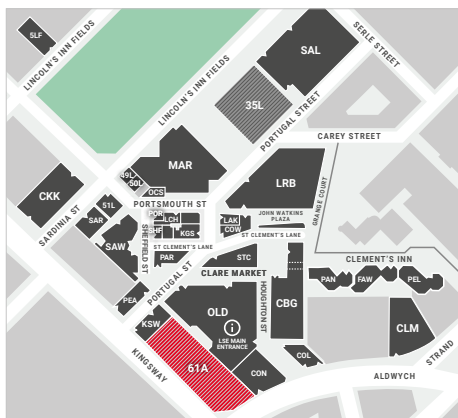 5LF
LINCOLN'S INN FIELDS
LINCOLN'S INN FIELDS
SAL
SERLE STREET
35L
PORTUGAL STREET
CAREY STREET
MAR
49L
50L
OCS
LRB
GRANGE COURT
CKK
SARDINIA ST
51L
SAR
SAW
PORTSMOUTH ST
POR
LCH
KGS
SHEFFIELD ST
LAK
COW
JOHN WATKINS
PLAZA
ST CLEMENT'S LANE
ST CLEMENT'S LANE
PAR
STC
CLARE MARKET
CLEMENT'S INN
PORTUGAL ST
PEA
PAN
FAW
PEL
KSW
OLD
LSE MAIN
ENTRANCE
HOUGHTON ST
CBG
CLM
KINGSWAY
61A
CON
COL
STRAND
ALDWYCH